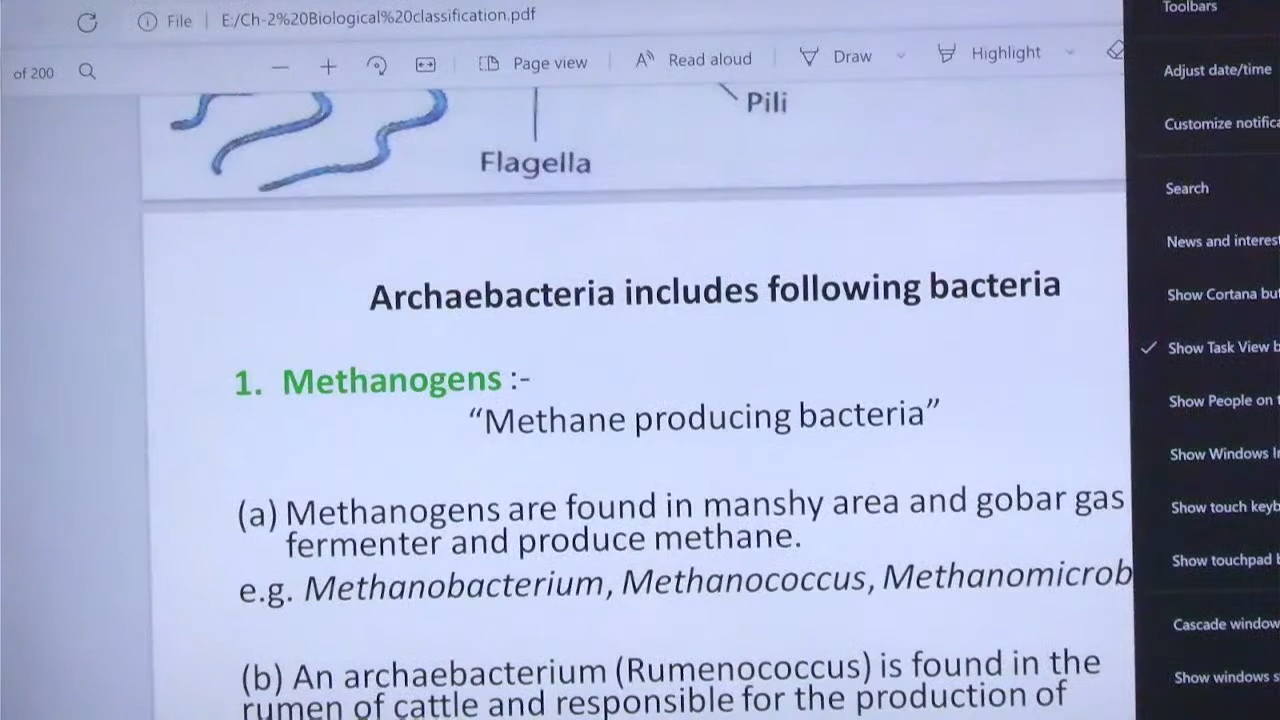 File | E:/Ch-2%20Biological%20classification.pdf
of 200
Page view
Read aloud
Draw
Highlight
Pili
Flagella
Archaebacteria includes following bacteria
1. Methanogens :-
“Methane producing bacteria”
(a) Methanogens are found in manshy area and gobar gas
fermenter and produce methane.
e.g. Methanobacterium, Methanococcus, Methanomicrob
(b) An archaebacterium (Rumenococcus) is found in the
rumen of cattle and responsible for the production of
Toolbars
Adjust date/time
Customize notifica
Search
News and interest
Show Cortana but
Show Task View b
Show People on t
Show Windows In
Show touch keyb
Show touchpad b
Cascade window
Show windows s